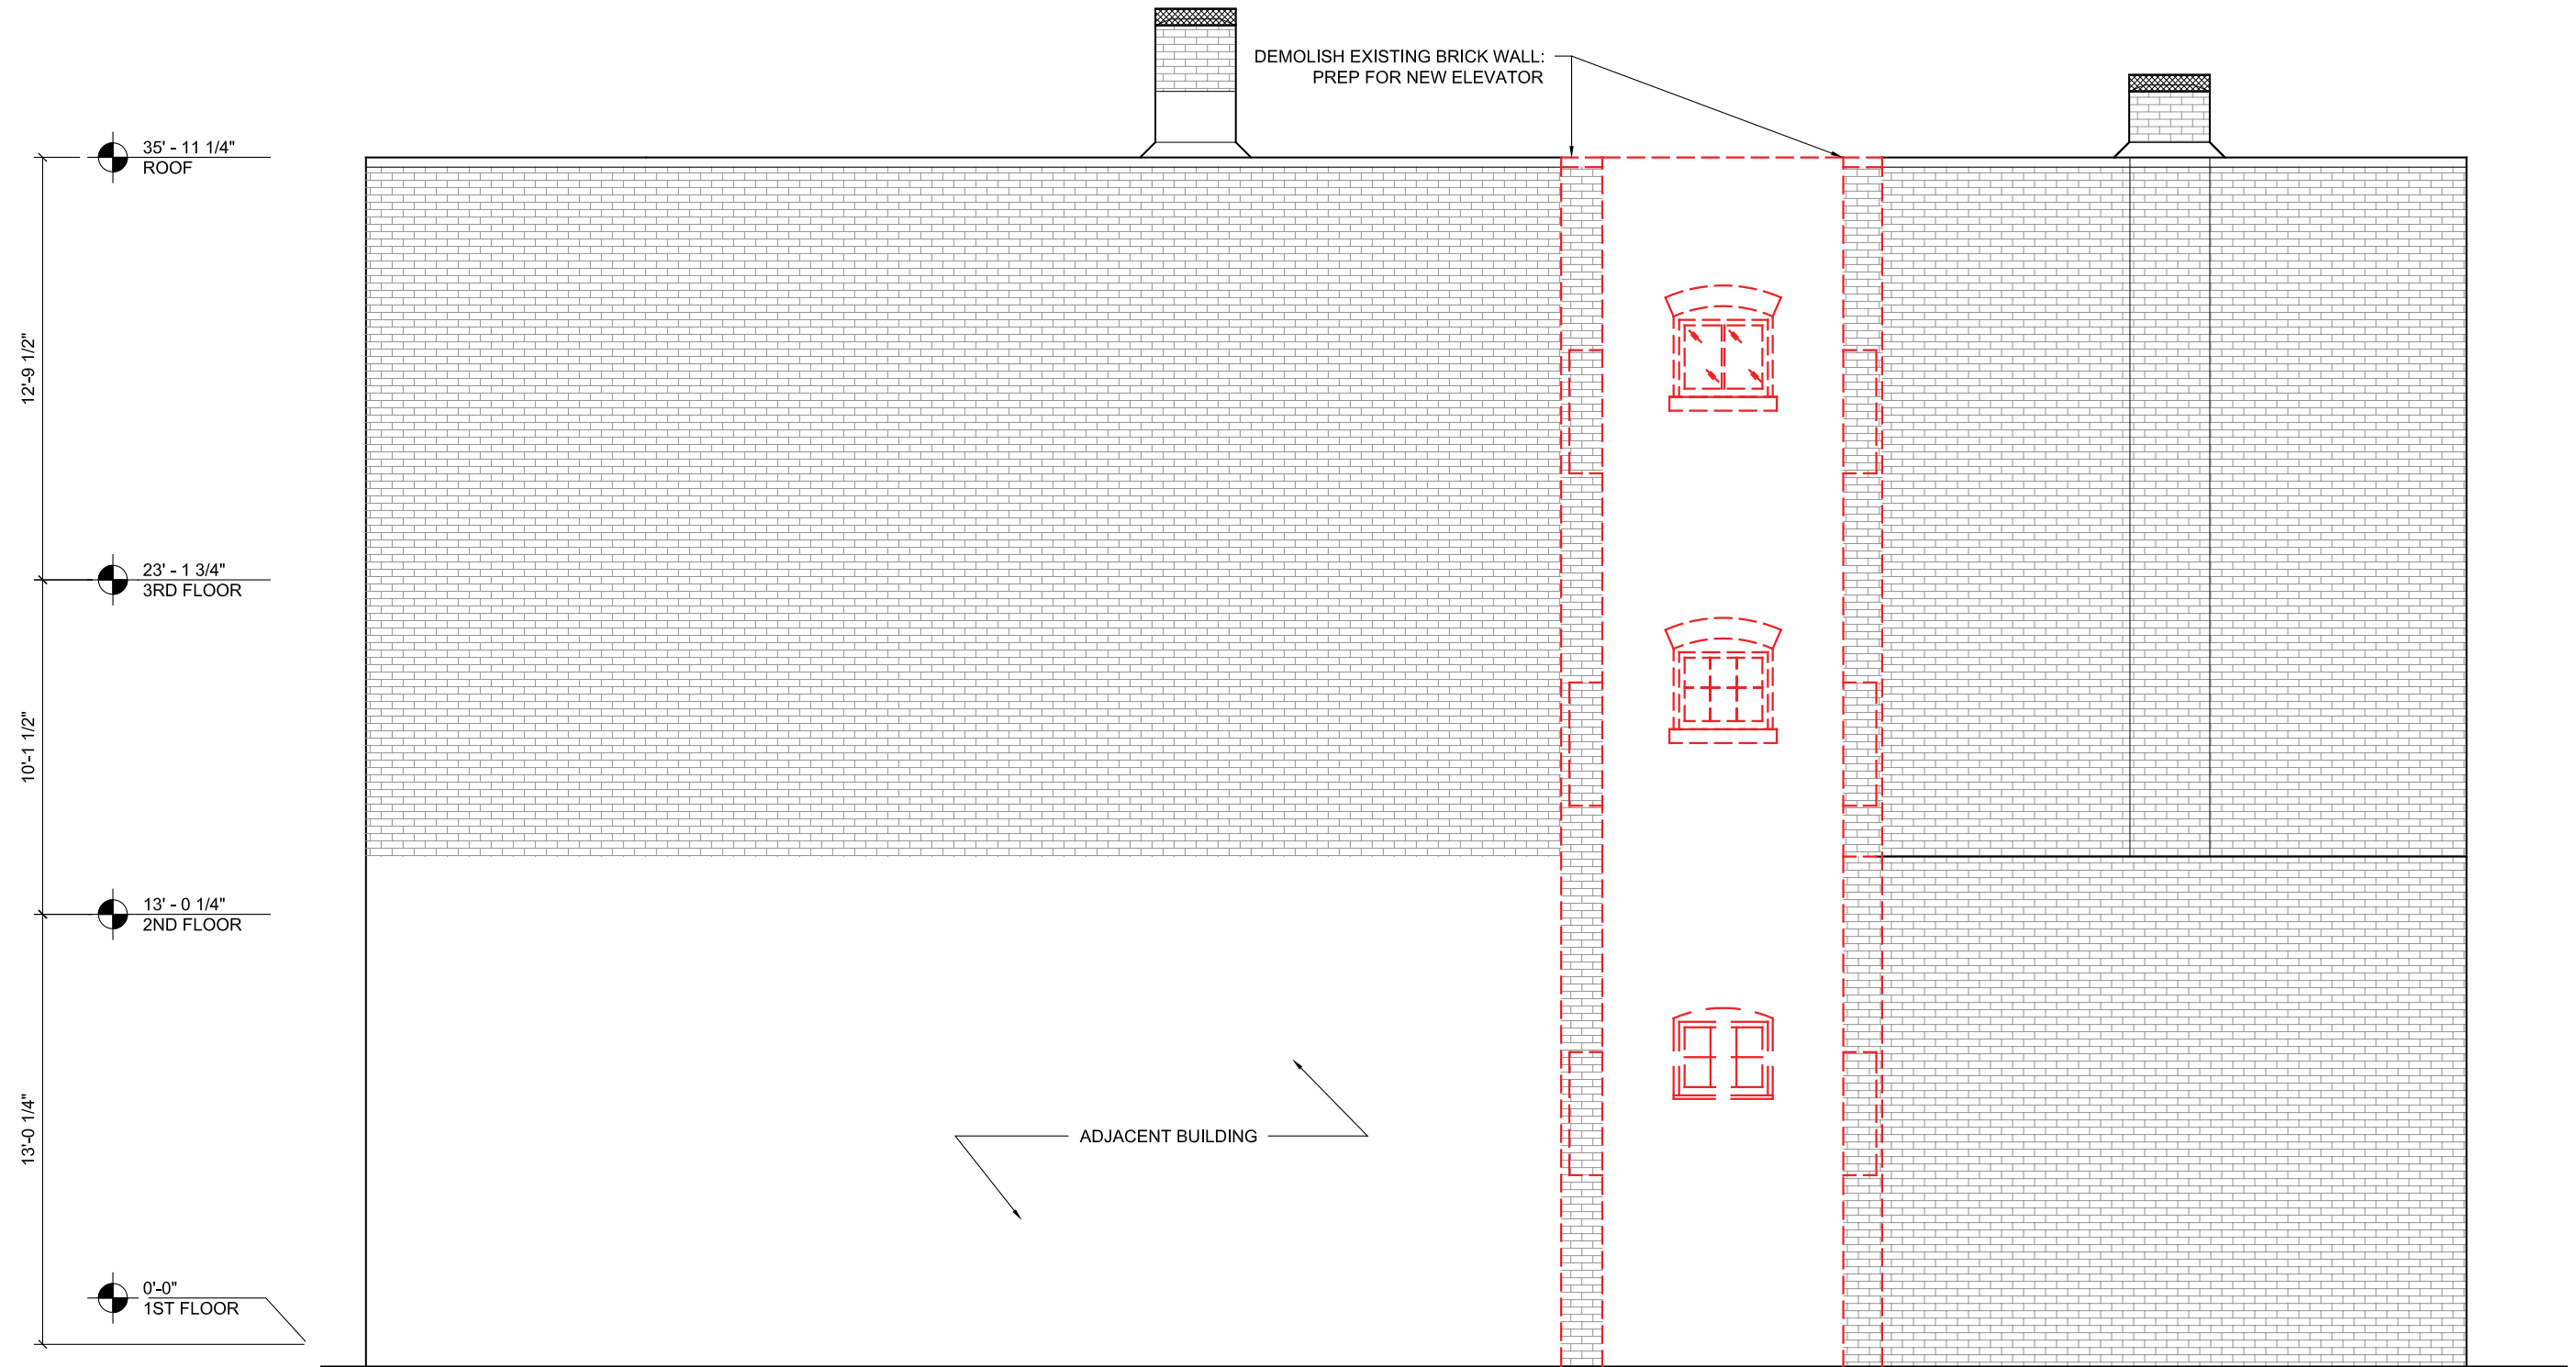 DEMOLISH EXISTING BRICK WALL:
PREP FOR NEW ELEVATOR
35' - 11 1/4"
ROOF
12'-9 1/2"
23' - 1 3/4"
3RD FLOOR
10'-1 1/2"
13' - 0 1/4"
2ND FLOOR
13'-0 1/4"
ADJACENT BUILDING
0'-0"
1ST FLOOR